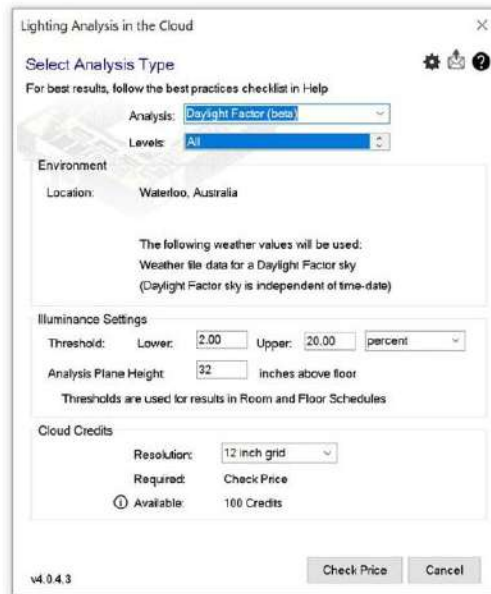 Lighting Analysis in the Cloud
Select Analysis Type
For best results, follow the best practices checklist in Help
Analysis: Daylight Factor (beta)
Levels: All
Environment
Location: Waterloo, Australia
The following weather values will be used:
Weather file data for a Daylight Factor sky
(Daylight Factor sky is independent of time-date)
Illuminance Settings
Threshold: Lower: 2.00 Upper: 20.00 percent
Analysis Plane Height: 32 inches above floor
Thresholds are used for results in Room and Floor Schedules
Cloud Credits
Resolution: 12 inch grid
Required: Check Price
Available: 100 Credits
v4.0.4.3 Check Price Cancel